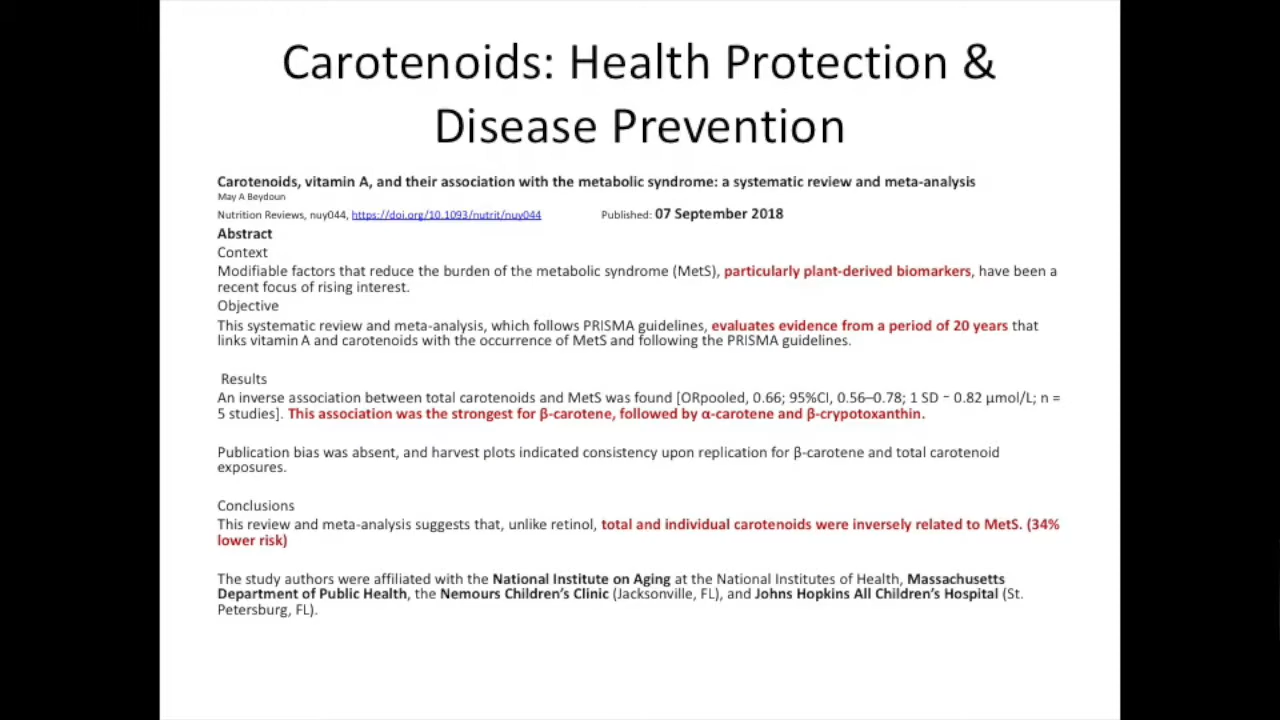 Carotenoids: Health Protection &
Disease Prevention
Carotenoids, vitamin A, and their association with the metabolic syndrome: a systematic review and meta-analysis
May A Beydoun
Nutrition Reviews, nuy044, https://doi.org/10.1093/nutrit/nuy044 Published: 07 September 2018
Abstract
Context
Modifiable factors that reduce the burden of the metabolic syndrome (MetS), particularly plant-derived biomarkers, have been a
recent focus of rising interest.
Objective
This systematic review and meta-analysis, which follows PRISMA guidelines, evaluates evidence from a period of 20 years that
links vitamin A and carotenoids with the occurrence of MetS and following the PRISMA guidelines.
Results
An inverse association between total carotenoids and MetS was found [ORpooled, 0.66; 95%CI, 0.56–0.78; 1 SD ~ 0.82 μmol/L; n =
5 studies]. This association was the strongest for β-carotene, followed by α-carotene and β-crypotoxanthin.
Publication bias was absent, and harvest plots indicated consistency upon replication for β-carotene and total carotenoid
exposures.
Conclusions
This review and meta-analysis suggests that, unlike retinol, total and individual carotenoids were inversely related to MetS. (34%
lower risk)
The study authors were affiliated with the National Institute on Aging at the National Institutes of Health, Massachusetts
Department of Public Health, the Nemours Children's Clinic (Jacksonville, FL), and Johns Hopkins All Children's Hospital (St.
Petersburg, FL).